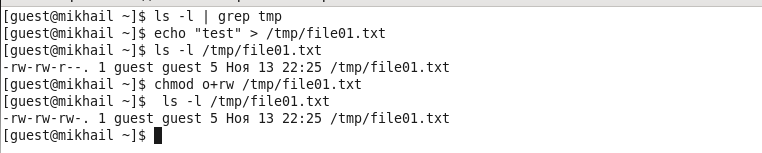 [guest@mikhail ~]$ ls -l | grep tmp
[guest@mikhail ~]$ echo "test" > /tmp/file01.txt
[guest@mikhail ~]$ ls -l /tmp/file01.txt
-rw-rw-r--. 1 guest guest 5 Ноя 13 22:25 /tmp/file01.txt
[guest@mikhail ~]$ chmod o+rw /tmp/file01.txt
[guest@mikhail ~]$  ls -l /tmp/file01.txt
-rw-rw-rw-. 1 guest guest 5 Ноя 13 22:25 /tmp/file01.txt
[guest@mikhail ~]$